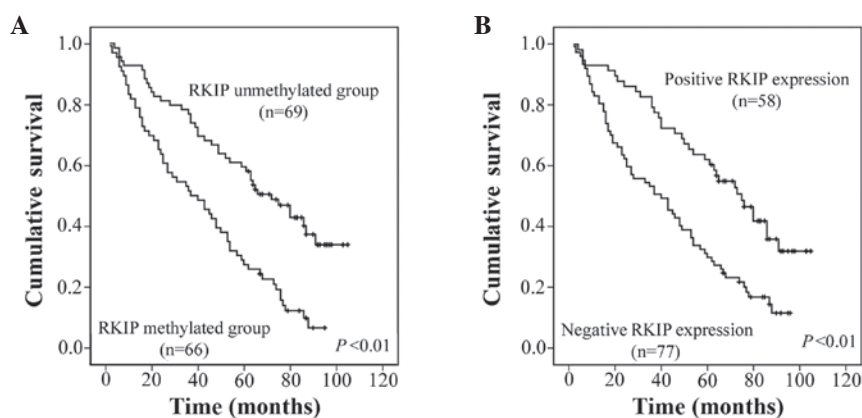 A
Cumulative survival
1.0
0.8
0.6
0.4
0.2
0.0
RKIP unmethylated group
(n=69)
RKIP methylated group
(n=66)
P<0.01
0 20 40 60 80 100 120
Time (months)
B
Cumulative survival
1.0
0.8
0.6
0.4
0.2
0.0
Positive RKIP expression
(n=58)
Negative RKIP expression
(n=77)
P<0.01
0 20 40 60 80 100 120
Time (months)